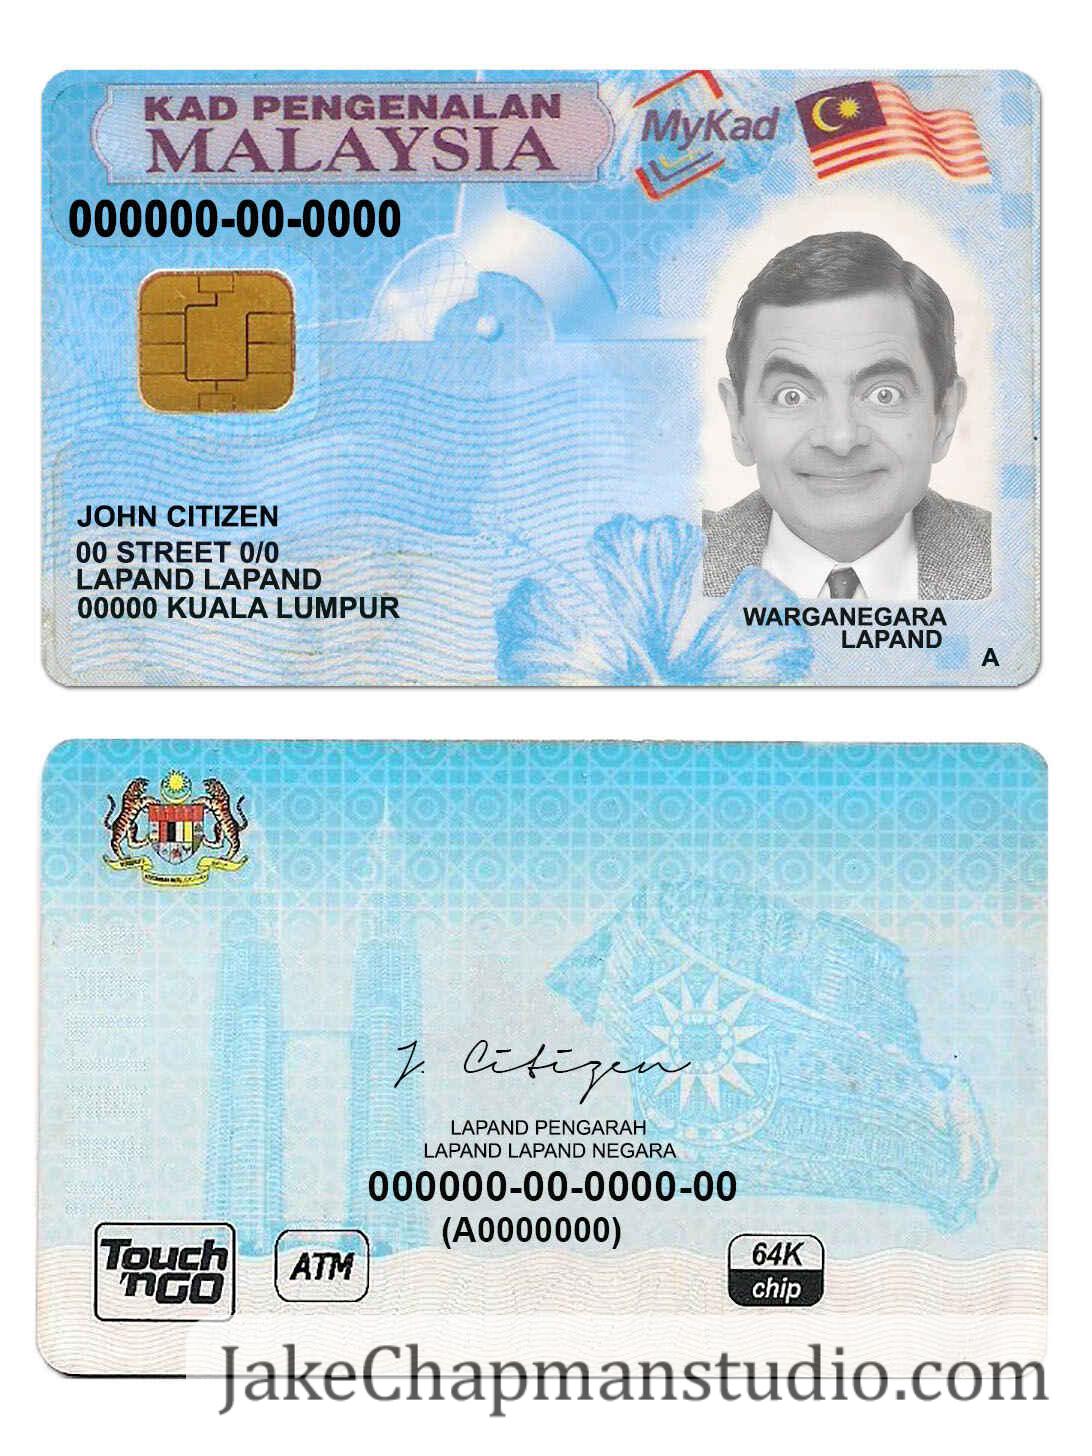 KAD PENGENALAN
MALAYSIA
MyKad
000000-00-0000
JOHN CITIZEN
00 STREET 0/0
LAPAND LAPAND
00000 KUALA LUMPUR
WARGANEGARA
LAPAND
A
J. Citizen
LAPAND PENGARAH
LAPAND LAPAND NEGARA
000000-00-0000-00
(A0000000)
Touch
'nGO
ATM
64K
chip
JakeChapmanstudio.com